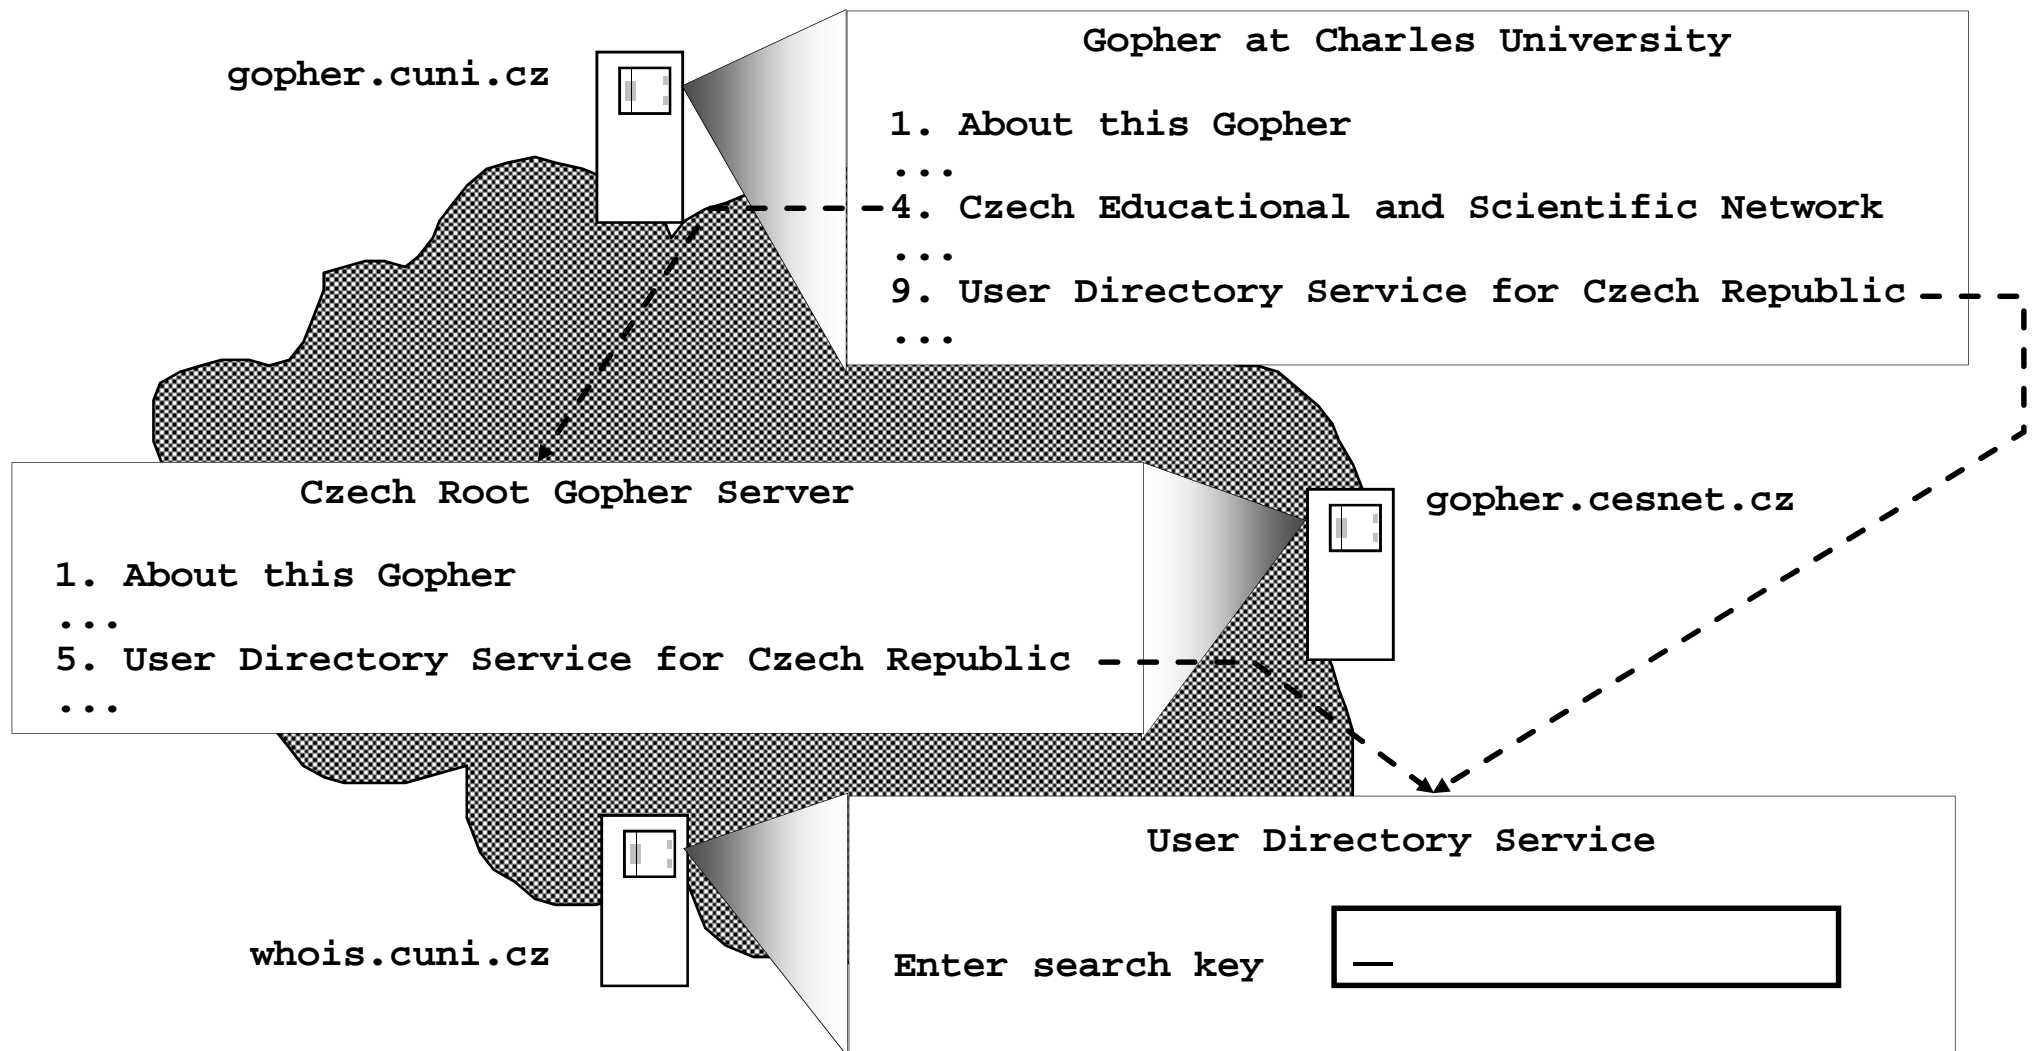 gopher.cuni.cz
Gopher at Charles University
1. About this Gopher
...
4. Czech Educational and Scientific Network
...
9. User Directory Service for Czech Republic
...
Czech Root Gopher Server
1. About this Gopher
...
5. User Directory Service for Czech Republic
...
gopher.cesnet.cz
whois.cuni.cz
User Directory Service
Enter search key _